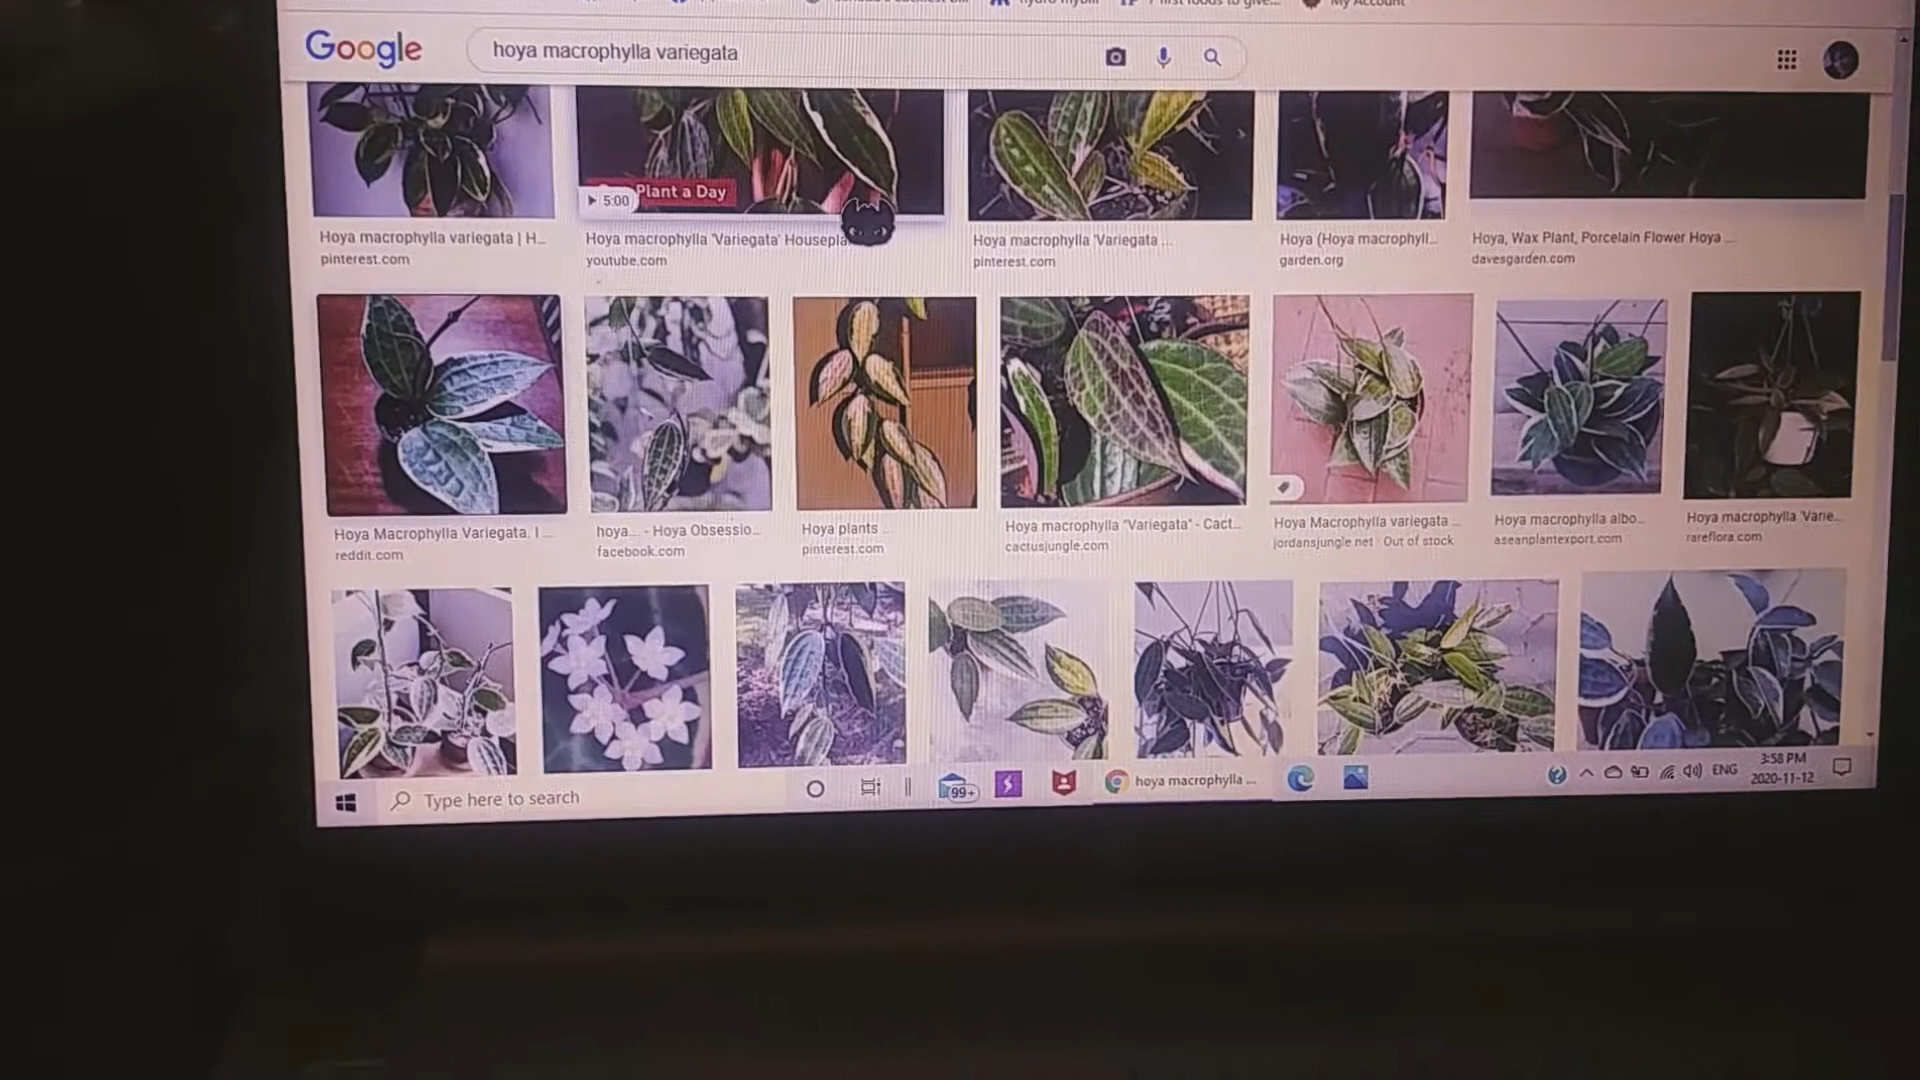 My Account
Google
hoya macrophylla variegata
Plant a Day
5:00
Hoya macrophylla variegata | H...
pinterest.com
Hoya macrophylla 'Variegata' Housepla
youtube.com
Hoya macrophylla 'Variegata ...
pinterest.com
Hoya (Hoya macrophyll...
garden.org
Hoya, Wax Plant, Porcelain Flower Hoya ...
davesgarden.com
Hoya Macrophylla Variegata. I ...
reddit.com
hoya... - Hoya Obsessio...
facebook.com
Hoya plants ...
pinterest.com
Hoya macrophylla "Variegata" - Cact...
cactusjungle.com
Hoya Macrophylla variegata ...
jordansjungle.net · Out of stock
Hoya macrophylla albo...
aseanplantexport.com
Hoya macrophylla 'Varie...
rareflora.com
Type here to search
99+
hoya macrophylla ...
ENG
3:58 PM
2020-11-12